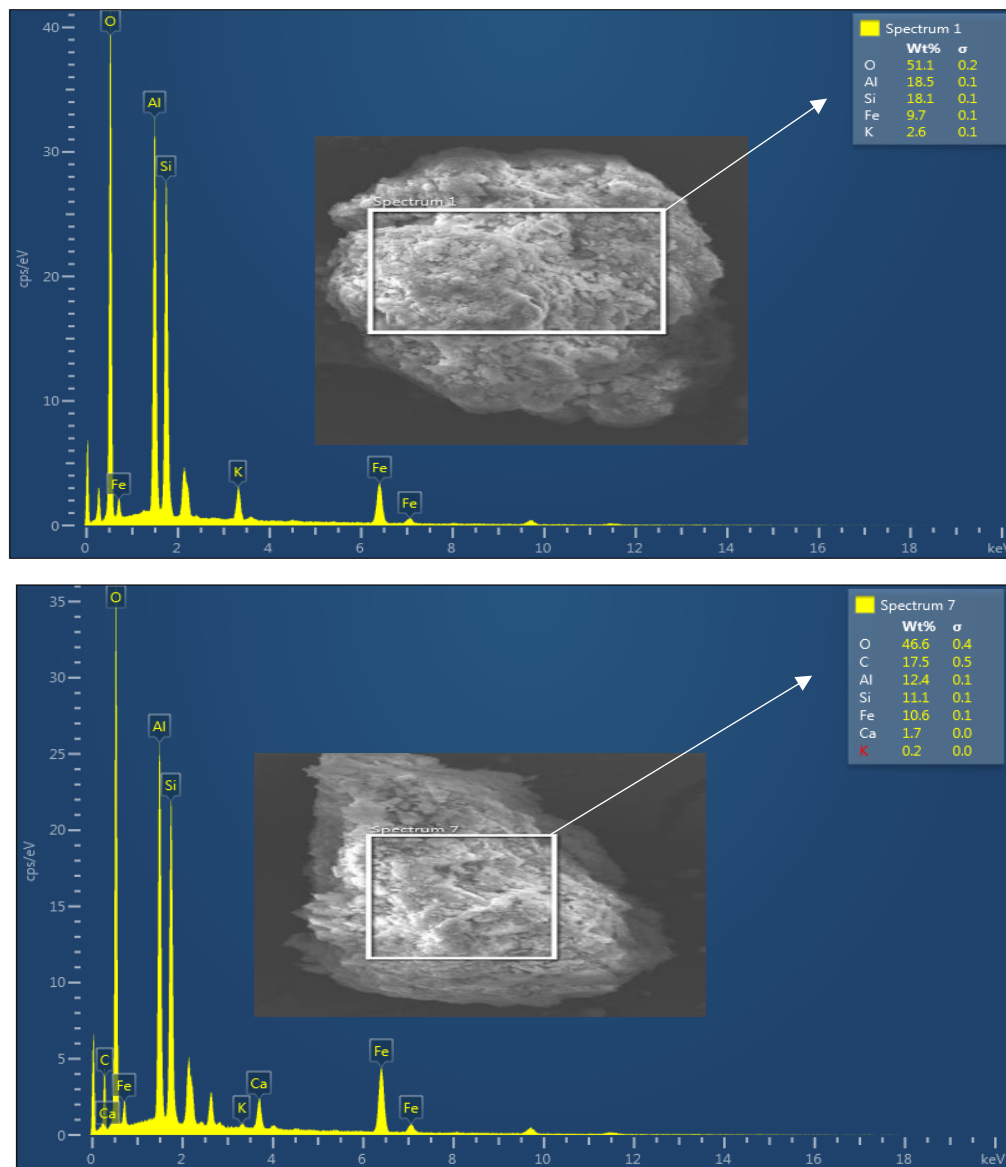 40
30
20
10
0
cps/eV
O
Al
Si
Fe
K
Fe
Fe
0 2 4 6 8 10 12 14 16 18 keV
Spectrum 1
Spectrum 1
Wt% σ
O 51.1 0.2
Al 18.5 0.1
Si 18.1 0.1
Fe 9.7 0.1
K 2.6 0.1
35
30
25
20
15
10
5
0
cps/eV
O
Al
Si
C
Fe
Ca
K
Ca
Fe
Fe
0 2 4 6 8 10 12 14 16 18 keV
Spectrum 7
Spectrum 7
Wt% σ
O 46.6 0.4
C 17.5 0.5
Al 12.4 0.1
Si 11.1 0.1
Fe 10.6 0.1
Ca 1.7 0.0
K 0.2 0.0